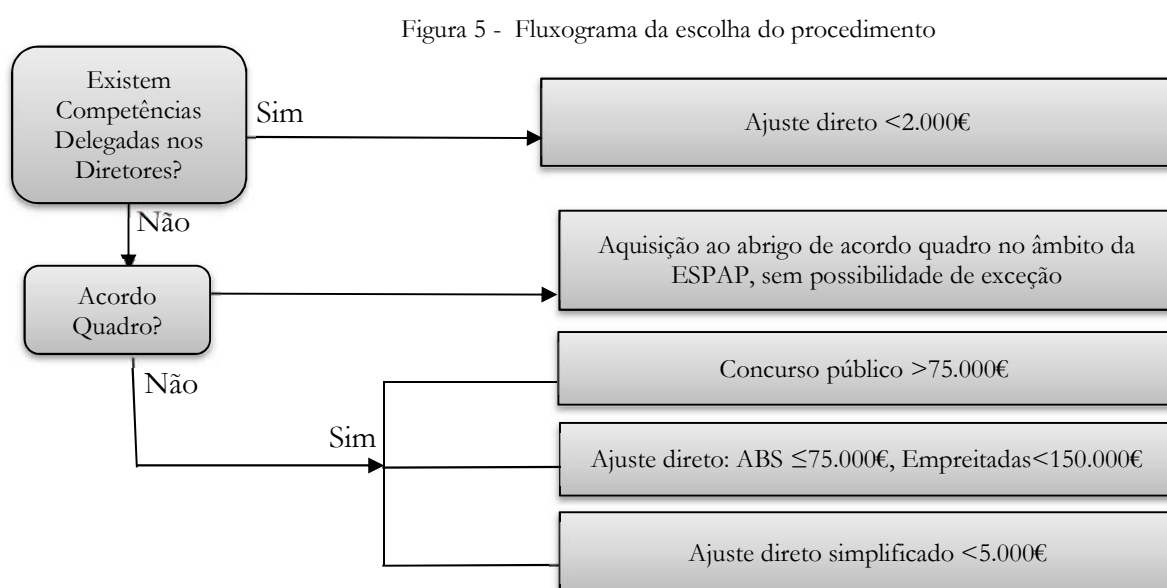 Figura 5 - Fluxograma da escolha do procedimento
Existem
Competências
Delegadas nos
Diretores?
Sim
Ajuste direto <2.000€
Não
Aquisição ao abrigo de acordo quadro no âmbito da
ESPAP, sem possibilidade de exceção
Acordo
Quadro?
Não
Concurso público >75.000€
Sim
Ajuste direto: ABS ≤75.000€, Empreitadas<150.000€
Ajuste direto simplificado <5.000€